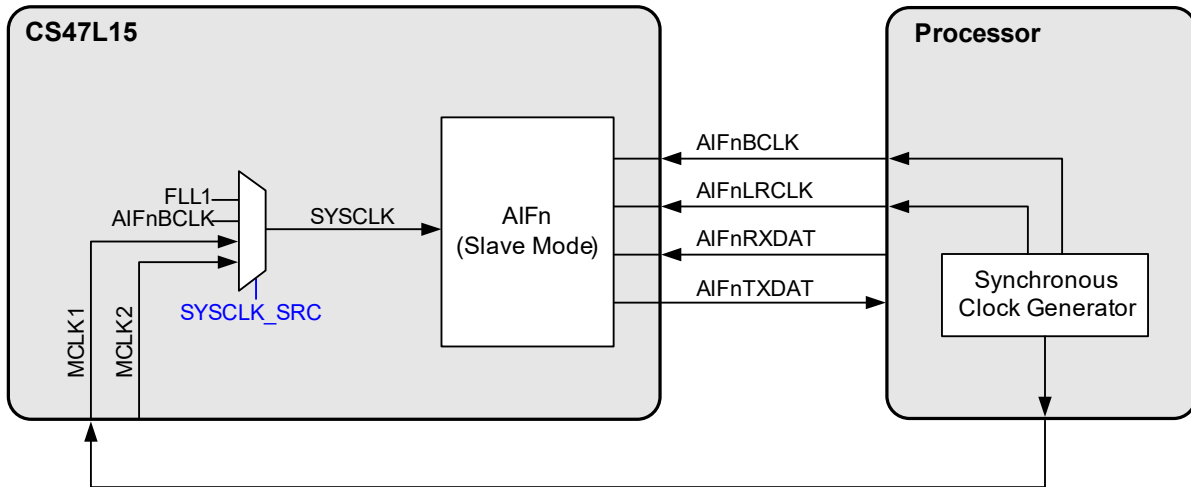 CS47L15
Processor
AIFnBCLK
FLL1
AIFnBCLK
SYSCLK
AIFn
(Slave Mode)
AIFnLRCLK
AIFnRXDAT
AIFnTXDAT
Synchronous
Clock Generator
SYSCLK_SRC
MCLK1
MCLK2